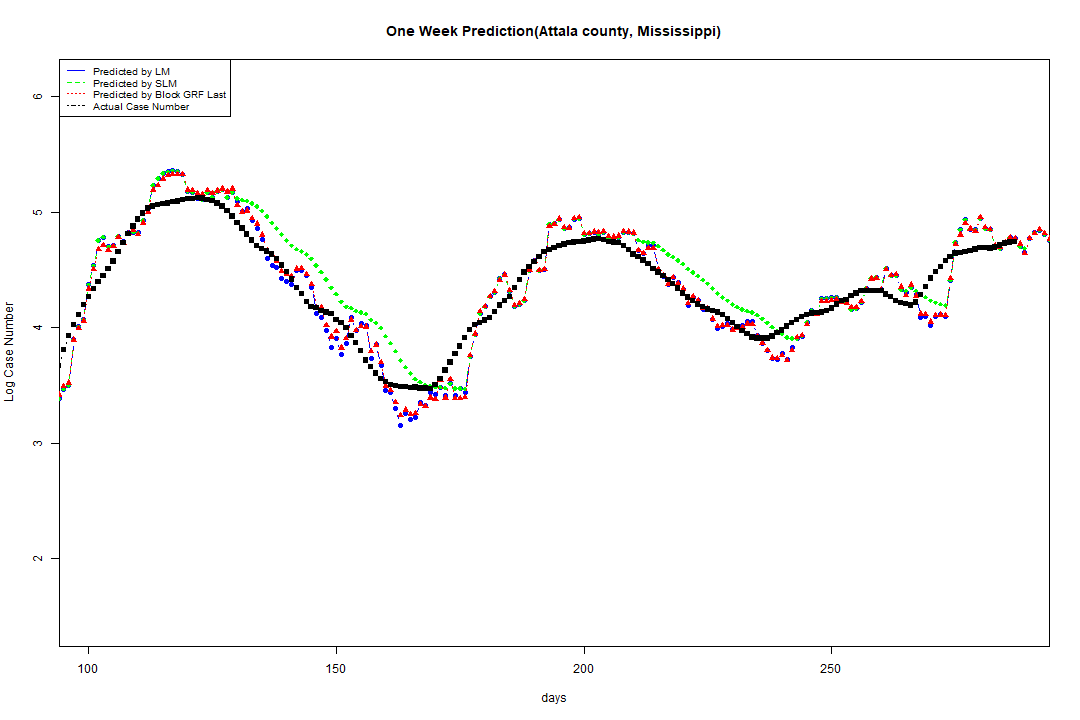 One Week Prediction(Attala county, Mississippi)
Predicted by LM
Predicted by SLM
Predicted by Block GRF Last
Actual Case Number
6
5
4
3
2
Log Case Number
100 150 200 250
days